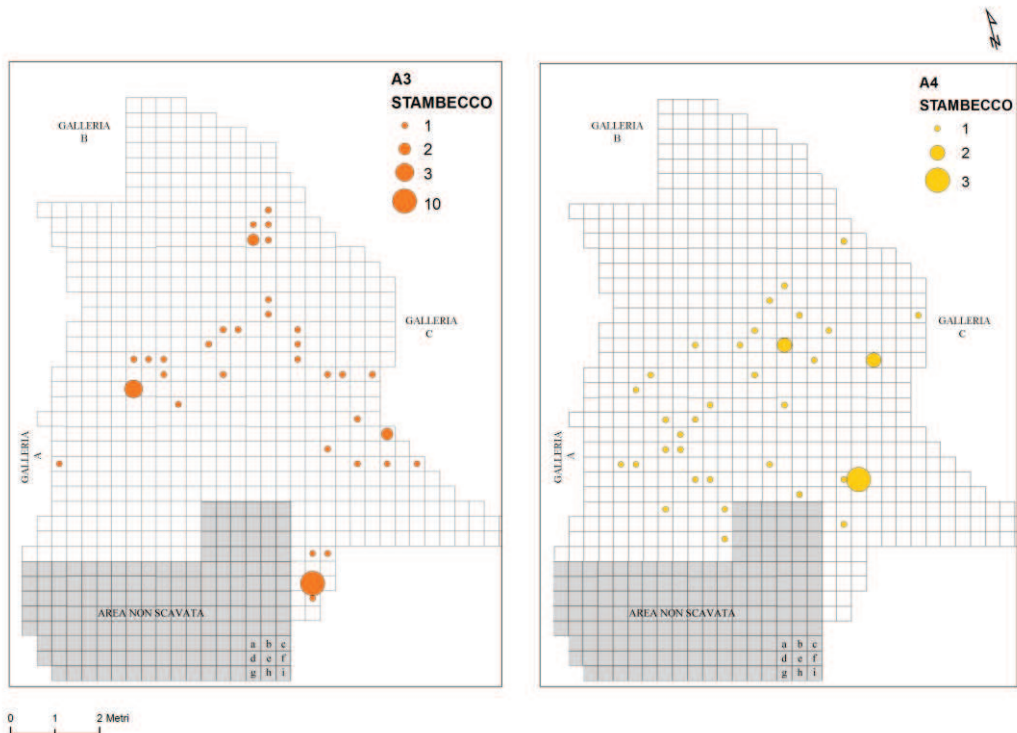 N
A3
STAMBECCO
1
2
3
10
GALLERIA
B
GALLERIA
C
GALLERIA
A
AREA NON SCAVATA
a b c
d e f
g h i
A4
STAMBECCO
1
2
3
GALLERIA
B
GALLERIA
C
GALLERIA
A
AREA NON SCAVATA
a b c
d e f
g h i
0 1 2 Metri